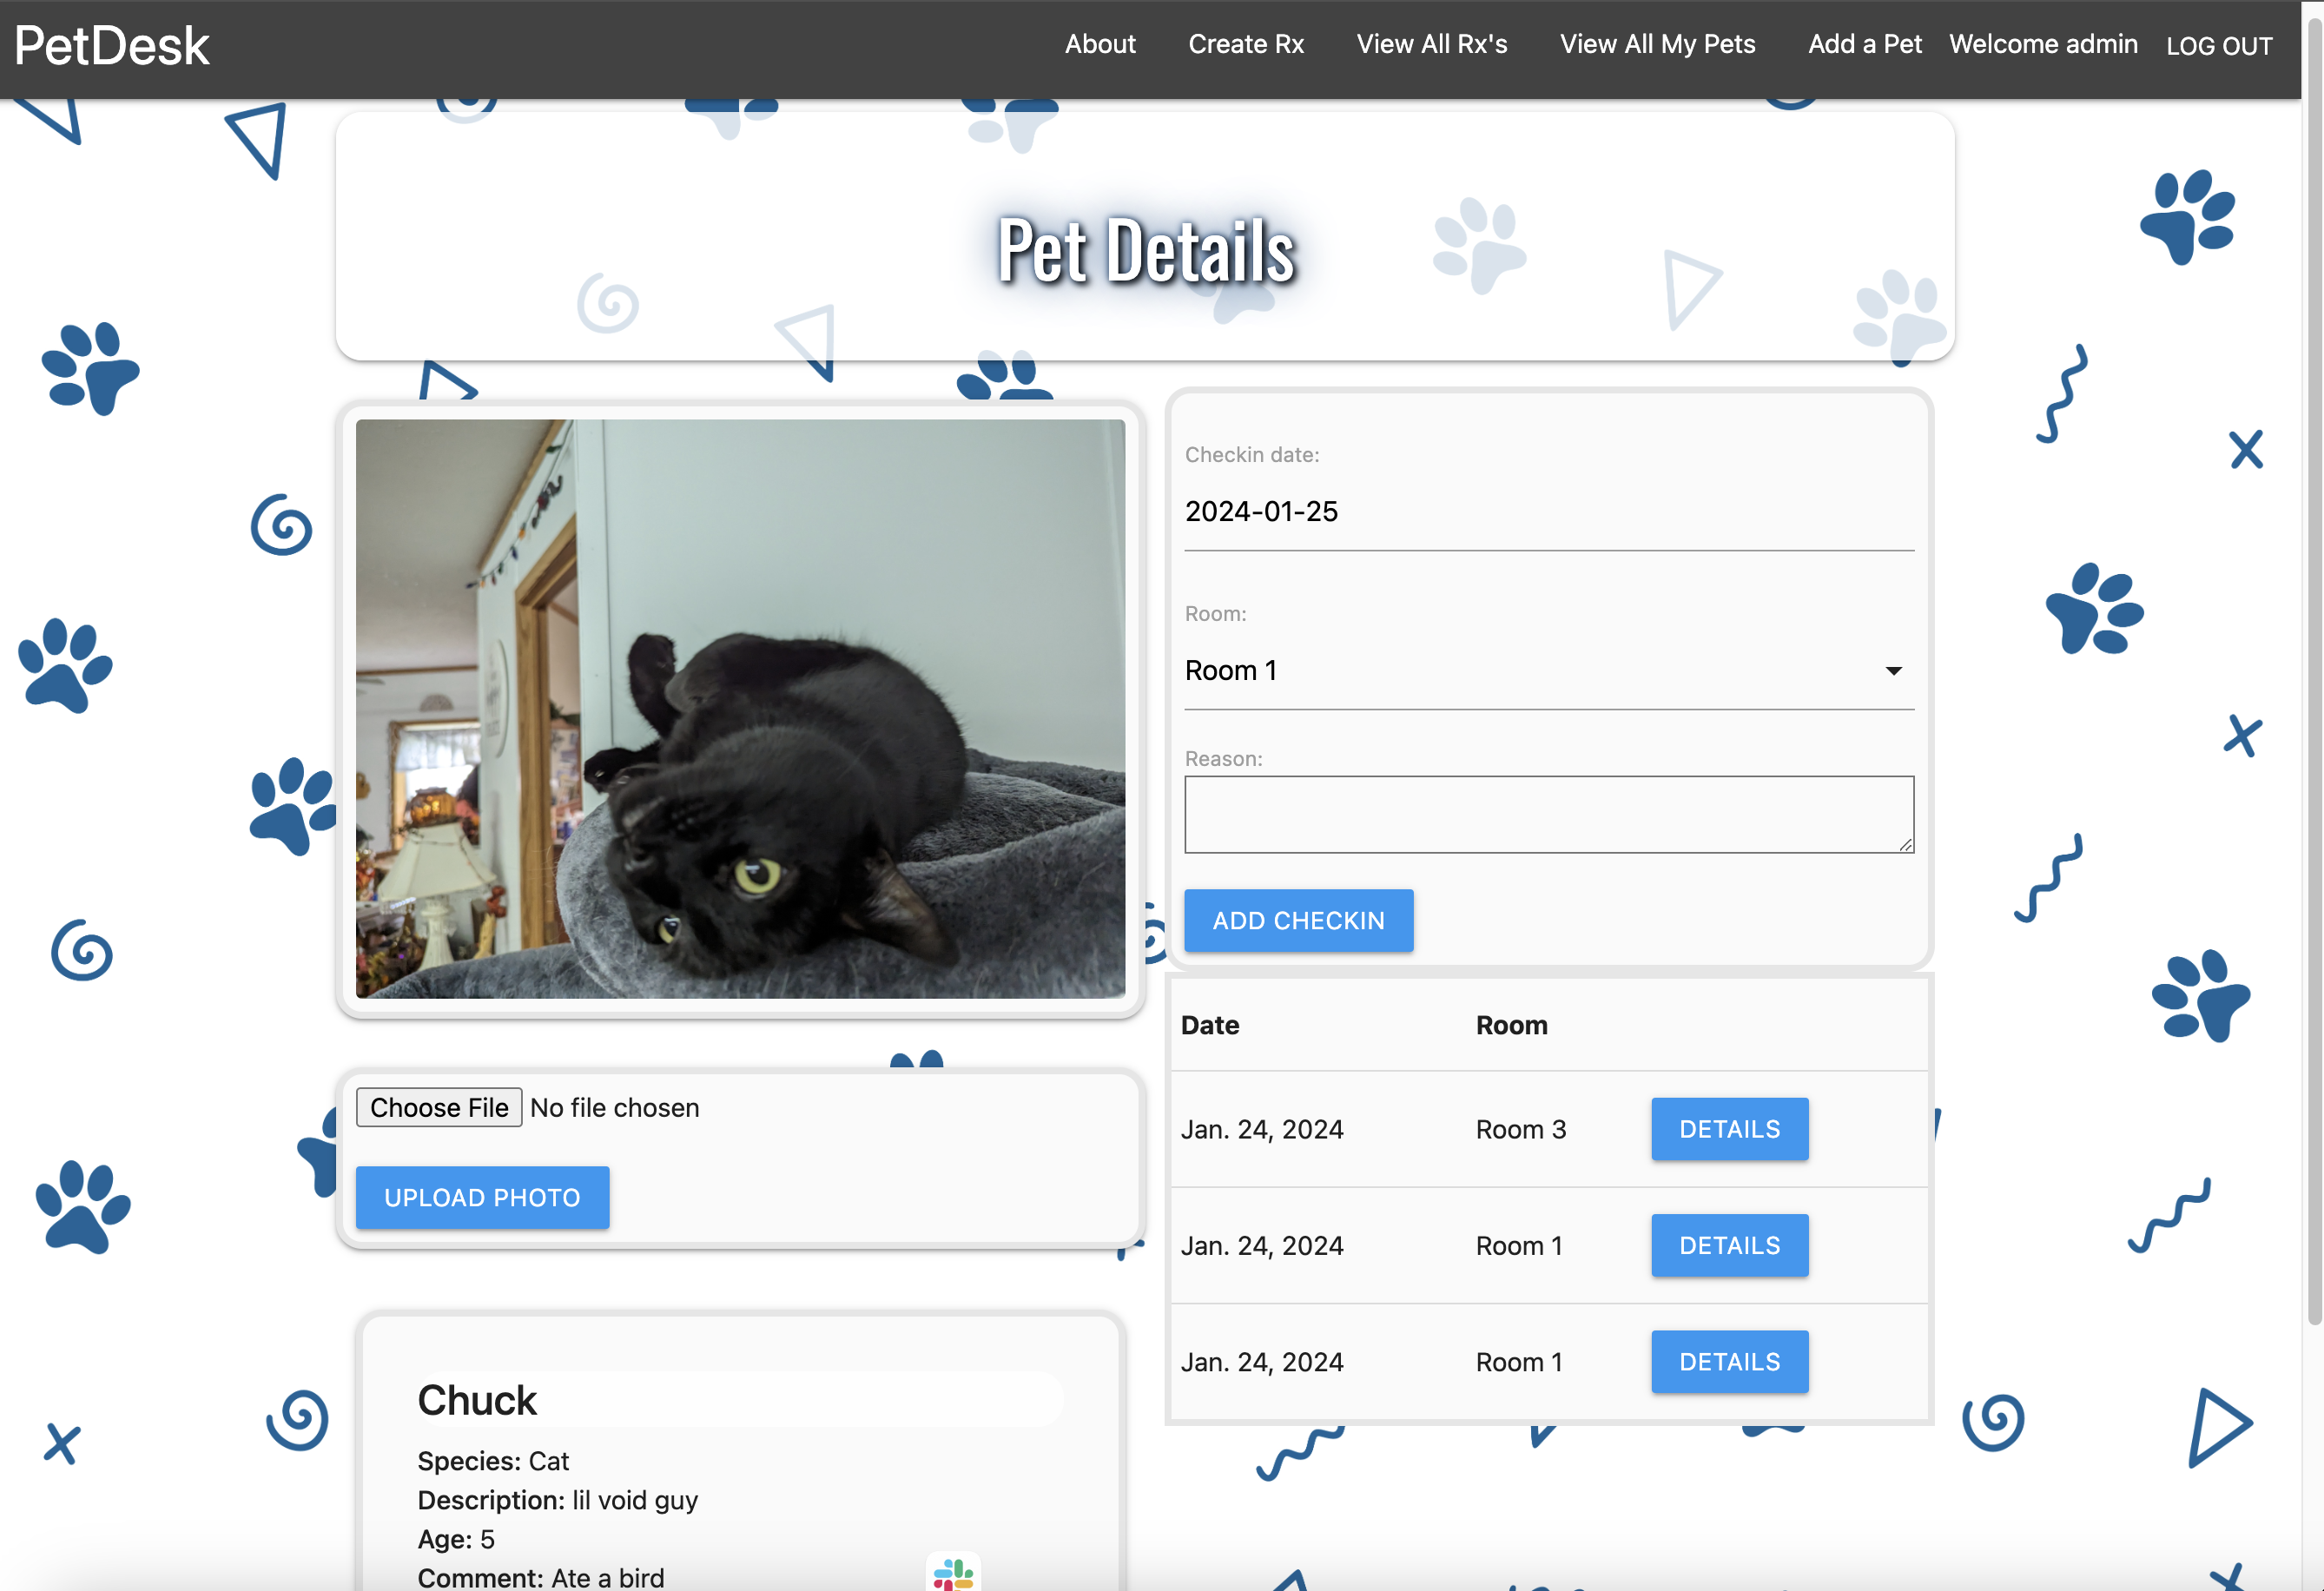 PetDesk
About Create Rx View All Rx's View All My Pets Add a Pet Welcome admin LOG OUT
Pet Details
Checkin date:
2024-01-25
Room:
Room 1
Reason:
ADD CHECKIN
Date Room
Jan. 24, 2024 Room 3 DETAILS
Jan. 24, 2024 Room 1 DETAILS
Jan. 24, 2024 Room 1 DETAILS
Choose File No file chosen
UPLOAD PHOTO
Chuck
Species: Cat
Description: lil void guy
Age: 5
Comment: Ate a bird